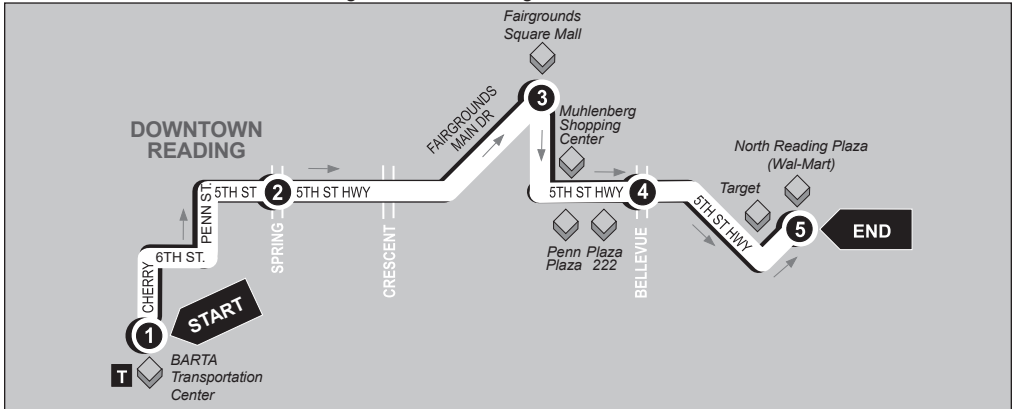 Fairgrounds
Square Mall
3
FAIRGROUNDS
MAIN DR
Muhlenberg
Shopping
Center
DOWNTOWN
READING
North Reading Plaza
(Wal-Mart)
Target
5TH ST
2
5TH ST HWY
5TH ST HWY
4
5TH ST HWY
5
END
PENN ST.
SPRING
CRESCENT
Penn
Plaza
Plaza
222
BELLEVUE
6TH ST.
CHERRY
START
1
T
BARTA
Transportation
Center